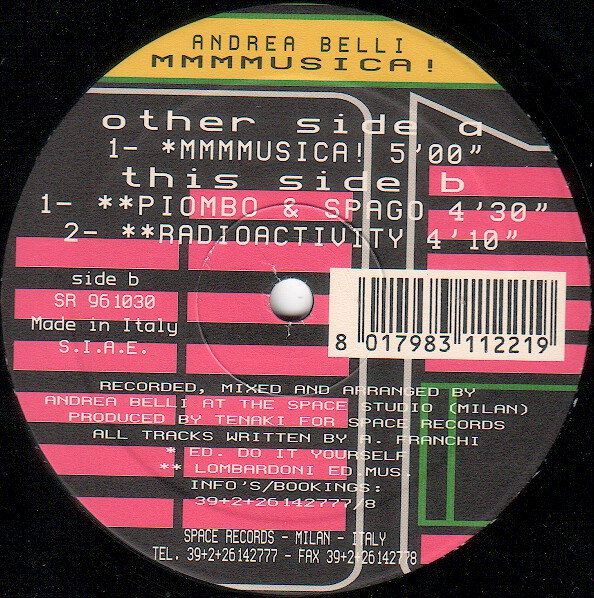 ANDREA BELLI
MMMMUSICA!
other side a
1- *MMMMUSICA! 5'00"
this side b
1- **PIOMBO & SPAGO 4'30"
2- **RADIOACTIVITY 4'10"
side b
SR 961030
Made in Italy
S.I.A.E.
8 017983 112219
RECORDED, MIXED AND ARRANGED BY
ANDREA BELLI AT THE SPACE STUDIO (MILAN)
PRODUCED BY TENAKI FOR SPACE RECORDS
ALL TRACKS WRITTEN BY A. FRANCHI
* ED. DO IT YOURSELF
** LOMBARDONI ED.MUS.
INFO'S/BOOKINGS:
39+2+26142777/8
SPACE RECORDS - MILAN - ITALY
TEL. 39+2+26142777 - FAX 39+2+26142778